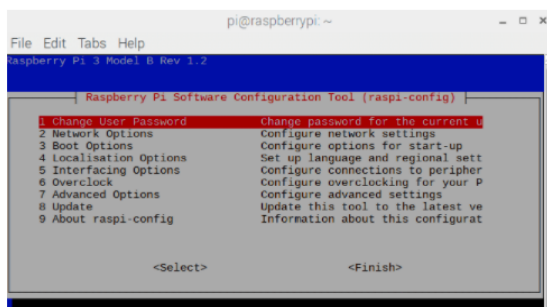 pi@raspberrypi: ~
File Edit Tabs Help
Raspberry Pi 3 Model B Rev 1.2
Raspberry Pi Software Configuration Tool (raspi-config)
1 Change User Password Change password for the current u
2 Network Options Configure network settings
3 Boot Options Configure options for start-up
4 Localisation Options Set up language and regional sett
5 Interfacing Options Configure connections to peripher
6 Overclock Configure overclocking for your P
7 Advanced Options Configure advanced settings
8 Update Update this tool to the latest ve
9 About raspi-config Information about this configurat
<Select> <Finish>